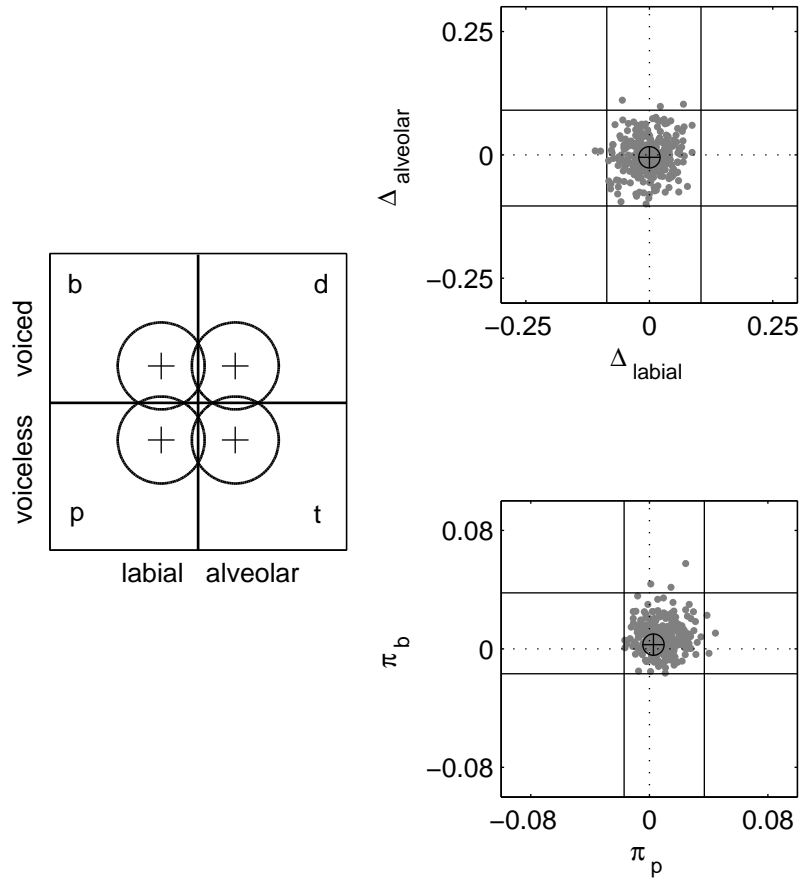 b d
voiced
voiceless
p t
labial alveolar
0.25
0
−0.25
Δ alveolar
−0.25 0 0.25
Δ labial
0.08
0
−0.08
π b
−0.08 0 0.08
π p